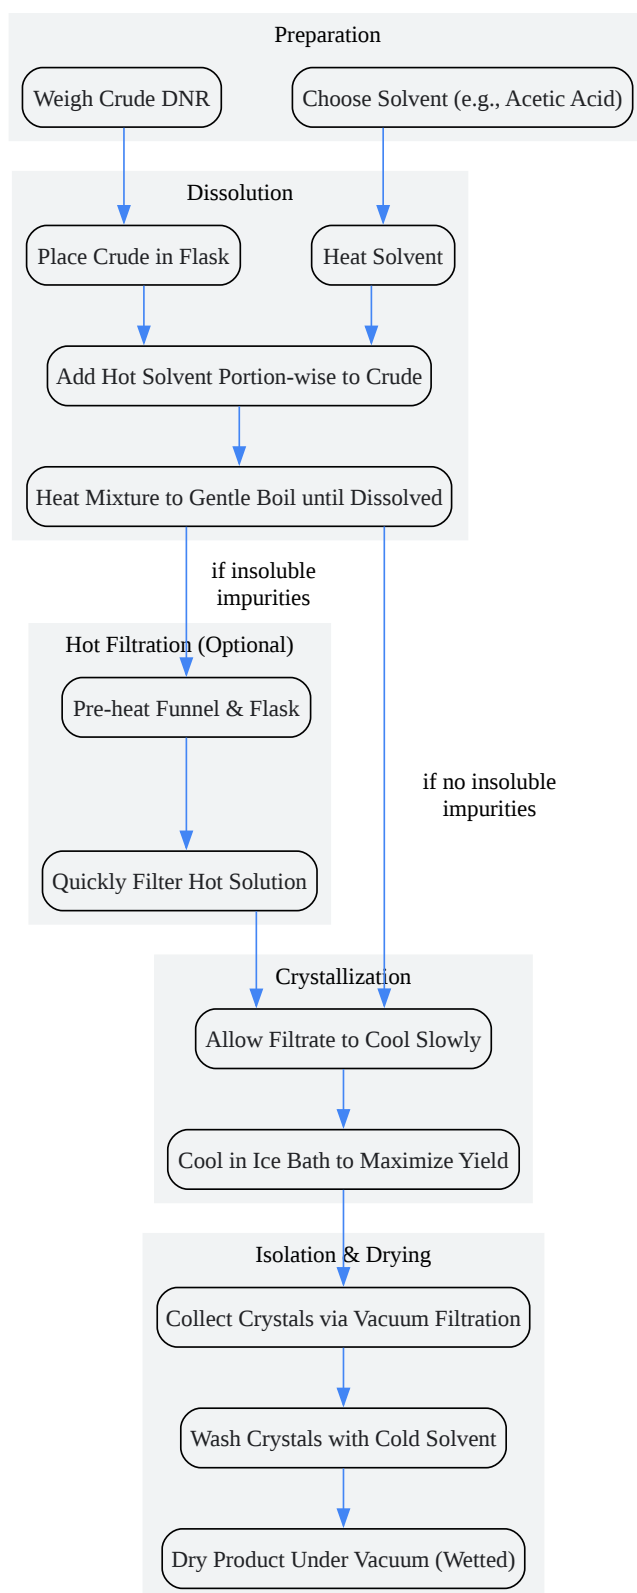 Preparation
Weigh Crude DNR
Choose Solvent (e.g., Acetic Acid)
Dissolution
Place Crude in Flask
Heat Solvent
Add Hot Solvent Portion-wise to Crude
Heat Mixture to Gentle Boil until Dissolved
if insoluble
impurities
Hot Filtration (Optional)
Pre-heat Funnel & Flask
if no insoluble
impurities
Quickly Filter Hot Solution
Crystallization
Allow Filtrate to Cool Slowly
Cool in Ice Bath to Maximize Yield
Isolation & Drying
Collect Crystals via Vacuum Filtration
Wash Crystals with Cold Solvent
Dry Product Under Vacuum (Wetted)